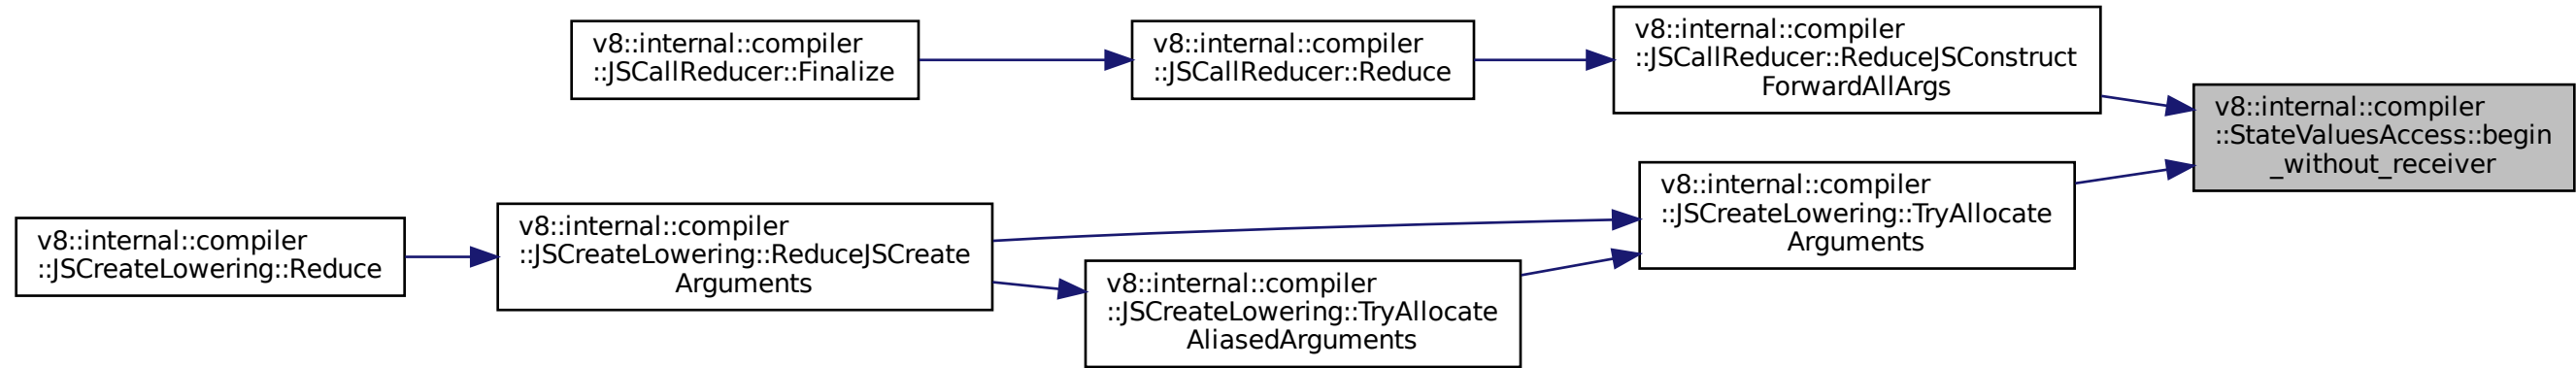 v8::internal::compiler
::JSCallReducer::Finalize
v8::internal::compiler
::JSCallReducer::Reduce
v8::internal::compiler
::JSCallReducer::ReduceJSConstruct
ForwardAllArgs
v8::internal::compiler
::StateValuesAccess::begin
_without_receiver
v8::internal::compiler
::JSCreateLowering::Reduce
v8::internal::compiler
::JSCreateLowering::ReduceJSCreate
Arguments
v8::internal::compiler
::JSCreateLowering::TryAllocate
AliasedArguments
v8::internal::compiler
::JSCreateLowering::TryAllocate
Arguments